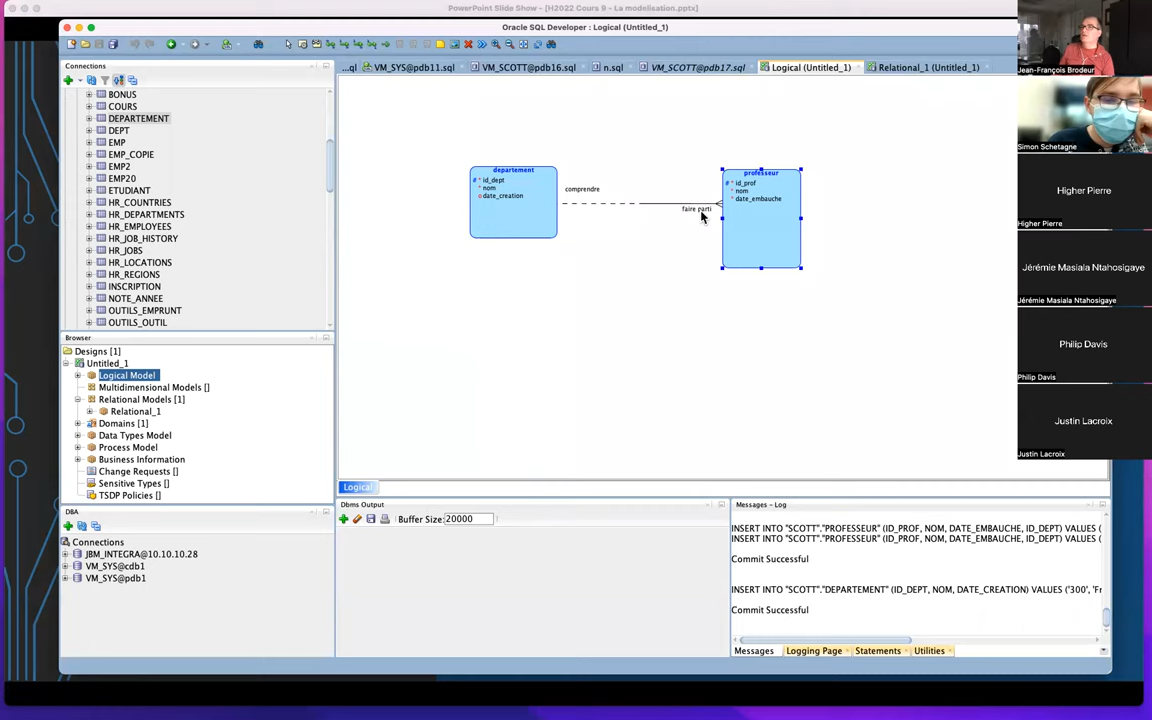 PowerPoint Slide Show - [H2022 Cours 9 - La modelisation.pptx]
Oracle SQL Developer : Logical (Untitled_1)
Connections
BONUS
COURS
DEPARTEMENT
DEPT
EMP
EMP_COPIE
EMP2
EMP20
ETUDIANT
HR_COUNTRIES
HR_DEPARTMENTS
HR_EMPLOYEES
HR_JOB_HISTORY
HR_JOBS
HR_LOCATIONS
HR_REGIONS
INSCRIPTION
NOTE_ANNEE
OUTILS_EMPRUNT
OUTILS_OUTIL
Browser
Designs [1]
Untitled_1
Logical Model
Multidimensional Models []
Relational Models [1]
Relational_1
Domains [1]
Data Types Model
Process Model
Business Information
Change Requests []
Sensitive Types []
TSDP Policies []
DBA
Connections
JBM_INTEGRA@10.10.10.28
VM_SYS@cdb1
VM_SYS@pdb1
...ql
VM_SYS@pdb11.sql
VM_SCOTT@pdb16.sql
n.sql
VM_SCOTT@pdb17.sql
Logical (Untitled_1)
Relational_1 (Untitled_1)
departement
# * id_dept
* nom
o date_creation
comprendre
faire parti
professeur
# * id_prof
* nom
* date_embauche
Logical
Dbms Output
Buffer Size: 20000
Messages - Log
INSERT INTO "SCOTT"."PROFESSEUR" (ID_PROF, NOM, DATE_EMBAUCHE, ID_DEPT) VALUES (
INSERT INTO "SCOTT"."PROFESSEUR" (ID_PROF, NOM, DATE_EMBAUCHE, ID_DEPT) VALUES (
Commit Successful
INSERT INTO "SCOTT"."DEPARTEMENT" (ID_DEPT, NOM, DATE_CREATION) VALUES ('300', 'Fr
Commit Successful
Messages
Logging Page
Statements
Utilities
Jean-François Brodeur
Simon Schetagne
Higher Pierre
Higher Pierre
Jérémie Masiala Ntahosigaye
Jérémie Masiala Ntahosigaye
Philip Davis
Philip Davis
Justin Lacroix
Justin Lacroix